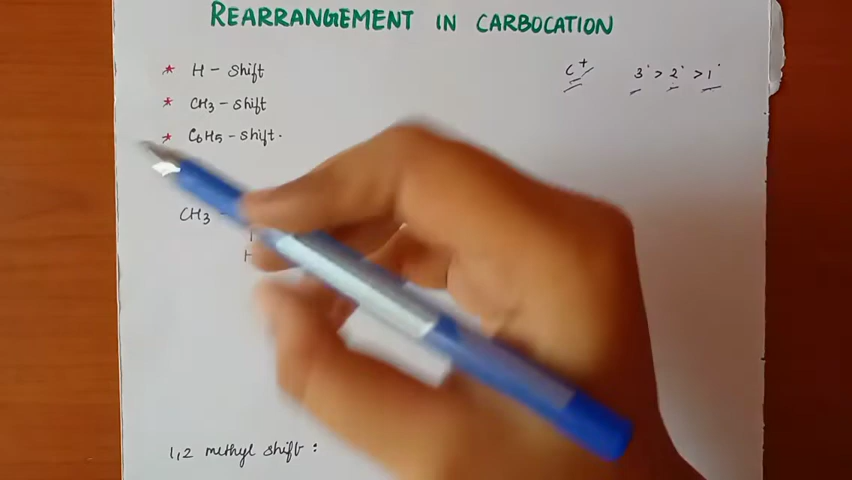 REARRANGEMENT IN CARBOCATION
* H - Shift
C+ 3° > 2° > 1°
* CH3 - shift
* C6H5 - shift.
CH3 -
H
1,2 methyl shift :